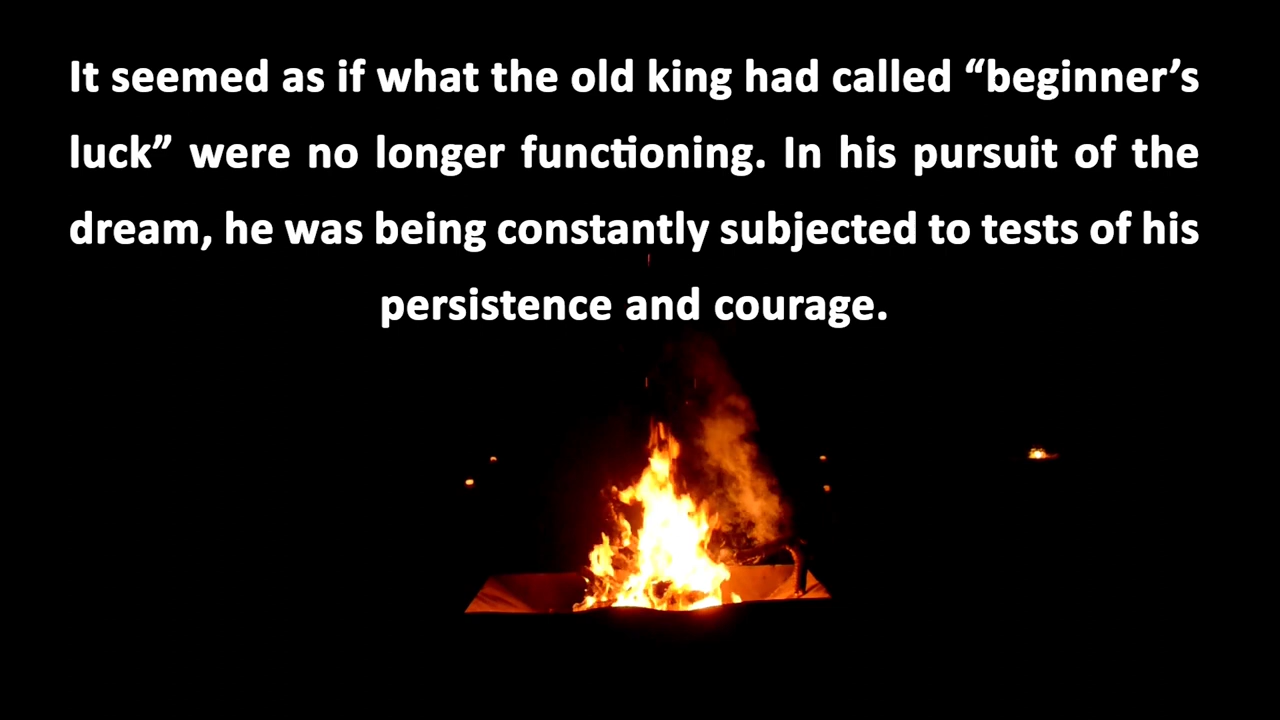 It seemed as if what the old king had called “beginner’s
luck” were no longer functioning. In his pursuit of the
dream, he was being constantly subjected to tests of his
persistence and courage.